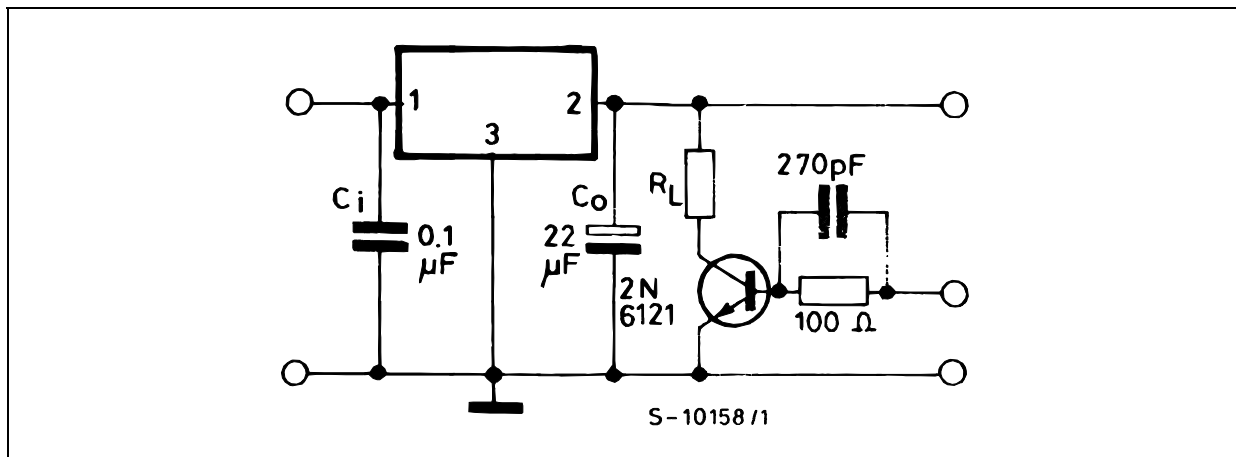 1
2
3
Ci
0.1
µF
Co
22
µF
2N
6121
RL
270pF
100 Ω
S-10158/1